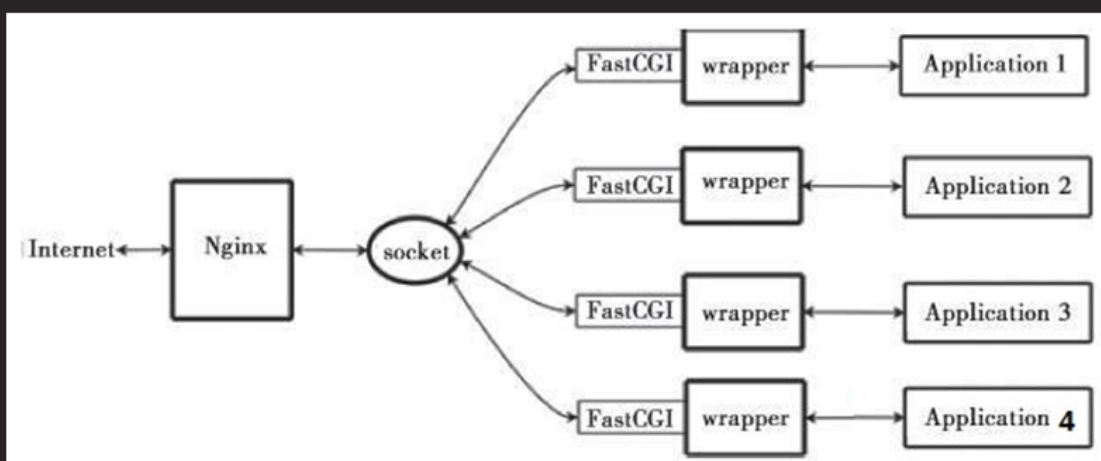 FastCGI wrapper Application 1
FastCGI wrapper Application 2
Internet Nginx socket
FastCGI wrapper Application 3
FastCGI wrapper Application 4